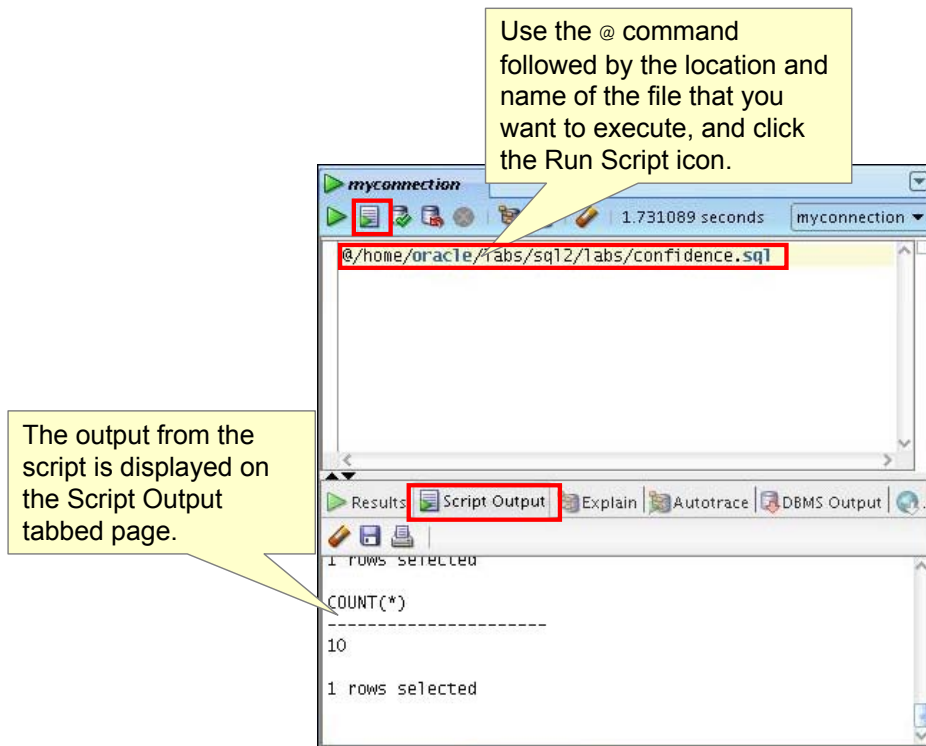 Use the @ command
followed by the location and
name of the file that you
want to execute, and click
the Run Script icon.
myconnection
1.731089 seconds
myconnection
@/home/oracle/labs/sql2/labs/confidence.sql
The output from the
script is displayed on
the Script Output
tabbed page.
Results Script Output Explain Autotrace DBMS Output
1 rows selected
COUNT(*)
----------------------
10
1 rows selected